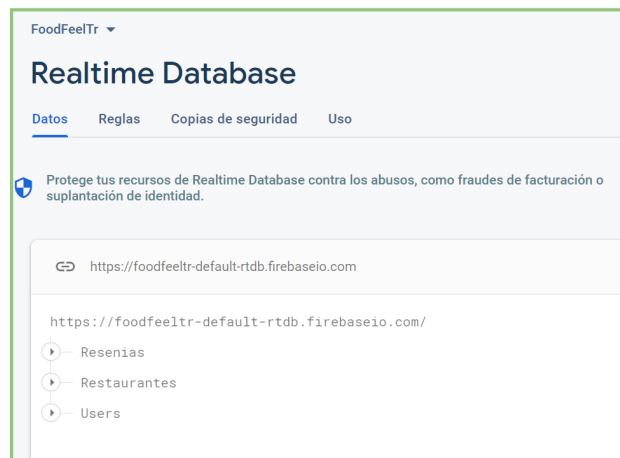 FoodFeelTr
Realtime Database
Datos Reglas Copias de seguridad Uso
Protege tus recursos de Realtime Database contra los abusos, como fraudes de facturación o
suplantación de identidad.
https://foodfeeltr-default-rtdb.firebaseio.com
https://foodfeeltr-default-rtdb.firebaseio.com/
Resenias
Restaurantes
Users